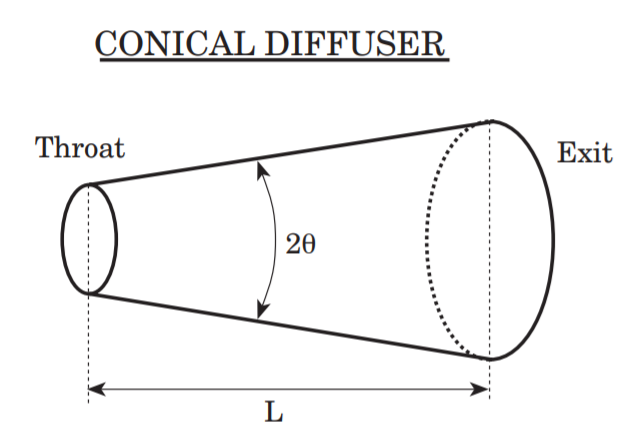 CONICAL DIFFUSER
Throat
Exit
2θ
L